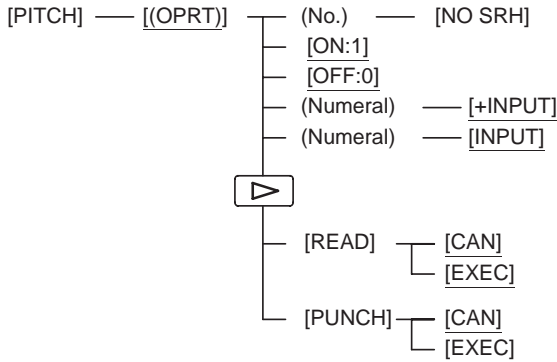 [PITCH] [(OPRT)] (No.) [NO SRH]
[ON:1]
[OFF:0]
(Numeral) [+INPUT]
(Numeral) [INPUT]
[READ] [CAN]
[EXEC]
[PUNCH] [CAN]
[EXEC]